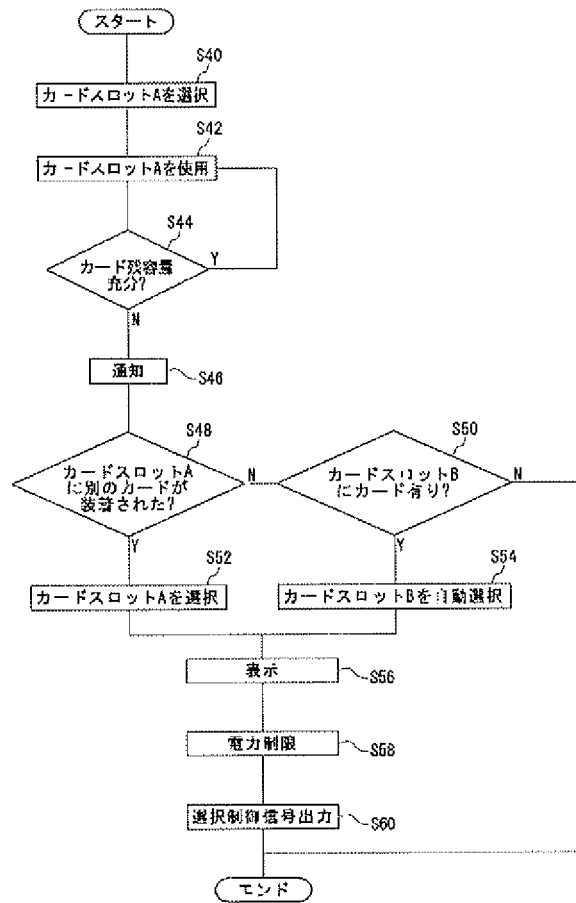 スタート
S40
カードスロットAを選択
S42
カードスロットAを使用
S44
カード残容量
充分?
Y
N
通知
S46
S48
カードスロットA
に別のカードが
装着された?
N
Y
S50
カードスロットB
にカード有り?
N
Y
S52
カードスロットAを選択
S54
カードスロットBを自動選択
表示
S56
電力制限
S58
選択制御信号出力
S60
エンド